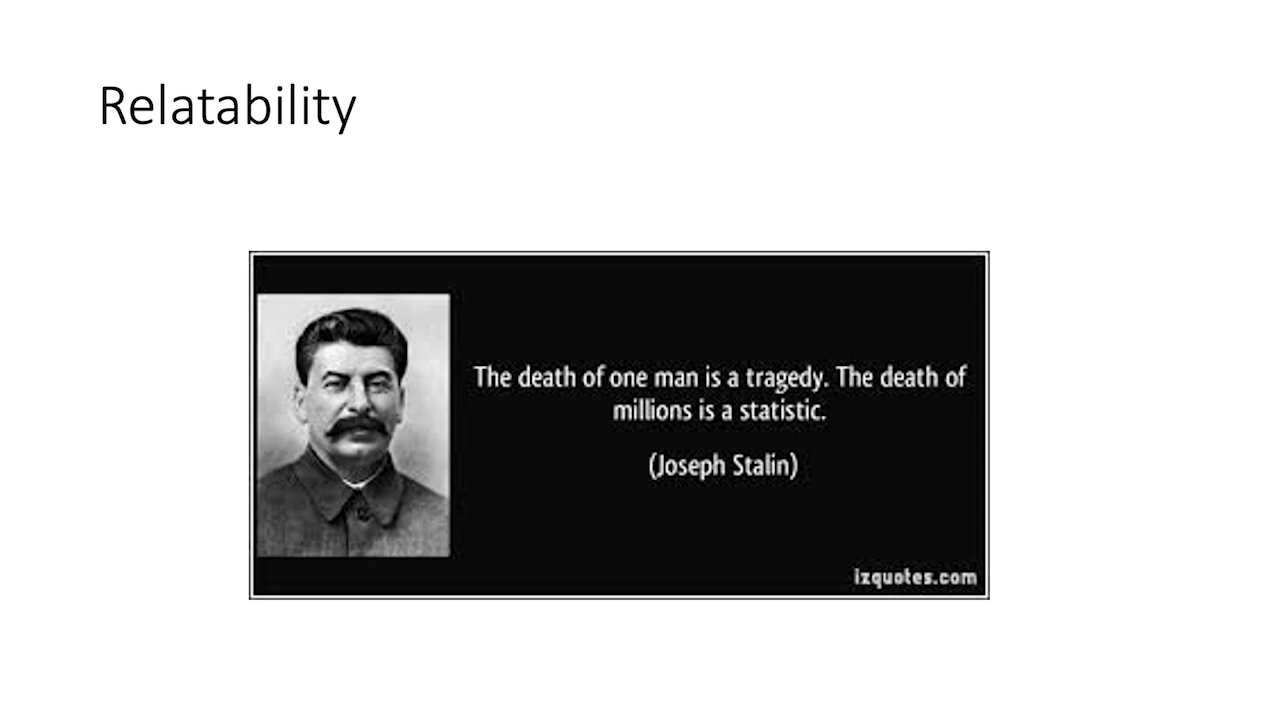 Relatability
The death of one man is a tragedy. The death of
millions is a statistic.
(Joseph Stalin)
izquotes.com